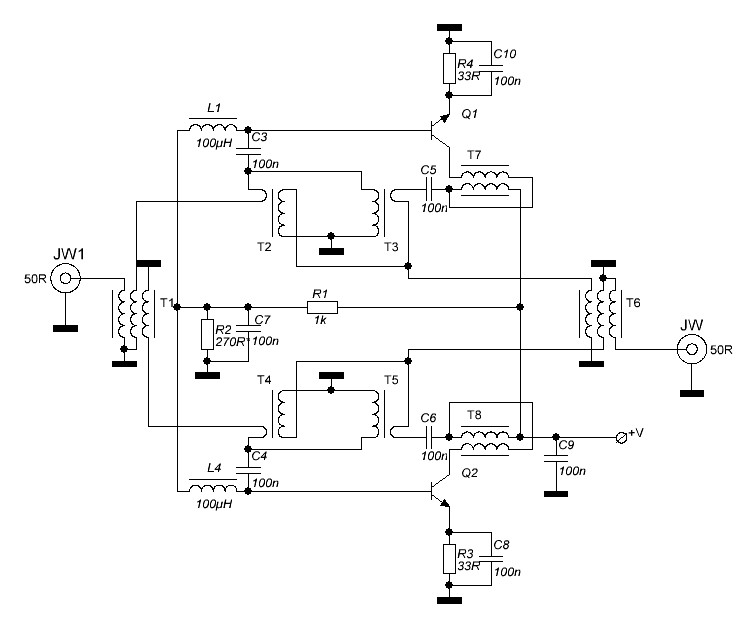 C10
R4
33R
100n
Q1
L1
100µH
C3
100n
T7
C5
100n
T2
T3
JW1
50R
T1
R1
1k
T6
R2
270R*
C7
100n
JW
50R
T4
T5
C6
100n
T8
+V
C9
100n
C4
100n
L4
100µH
Q2
C8
R3
33R
100n